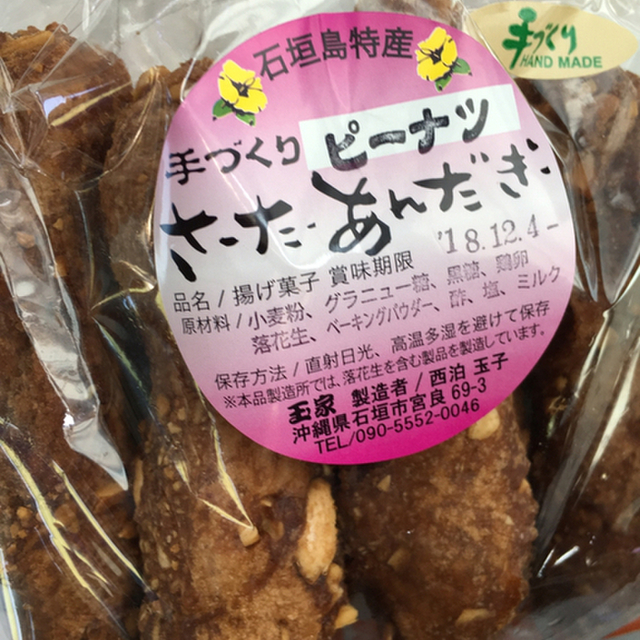 手づくり
HAND MADE
石垣島特産
手づくり ピーナツ
さーたーあんだぎー
品名/揚げ菓子 賞味期限 '18.12.4
原材料/小麦粉、グラニュー糖、黒糖、鶏卵
落花生、ベーキングパウダー、酢、塩、ミルク
保存方法/直射日光、高温多湿を避けて保存
※本品製造所では、落花生を含む製品を製造しています。
玉家 製造者/西泊 玉子
沖縄県石垣市宮良69-3
TEL/090-5552-0046